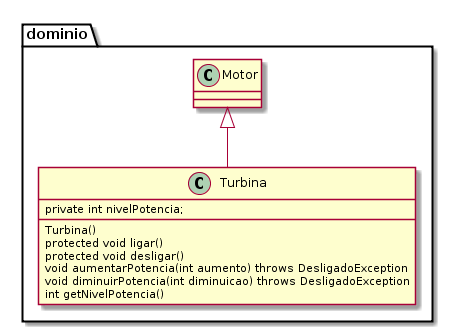 dominio
C Motor
C Turbina
private int nivelPotencia;
Turbina()
protected void ligar()
protected void desligar()
void aumentarPotencia(int aumento) throws DesligadoException
void diminuirPotencia(int diminuicao) throws DesligadoException
int getNivelPotencia()